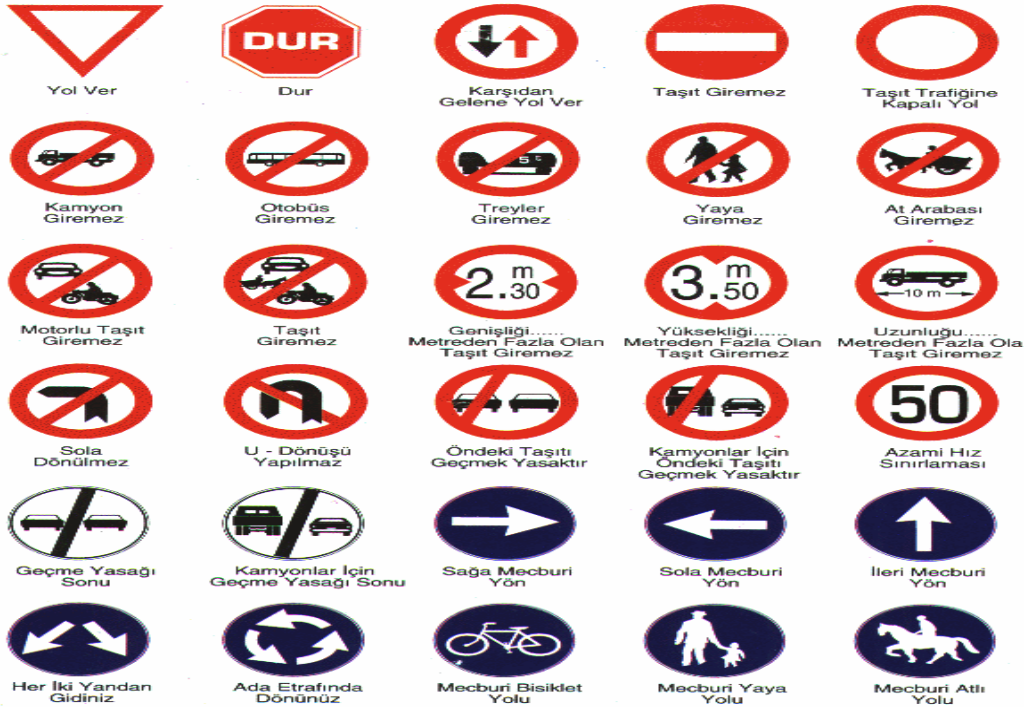 DUR
Yol Ver
Dur
Karşıdan
Gelene Yol Ver
Taşıt Giremez
Taşıt Trafiğine
Kapalı Yol
Kamyon
Giremez
Otobüs
Giremez
5 t
Treyler
Giremez
Yaya
Giremez
At Arabası
Giremez
Motorlu Taşıt
Giremez
Taşıt
Giremez
2.30 m
Genişliği......
Metreden Fazla Olan
Taşıt Giremez
3.50 m
Yüksekliği......
Metreden Fazla Olan
Taşıt Giremez
10 m
Uzunluğu......
Metreden Fazla Ola
Taşıt Giremez
Sola
Dönülmez
U - Dönüşü
Yapılmaz
Öndeki Taşıtı
Geçmek Yasaktır
Kamyonlar İçin
Öndeki Taşıtı
Geçmek Yasaktır
50
Azami Hız
Sınırlaması
Geçme Yasağı
Sonu
Kamyonlar İçin
Geçme Yasağı Sonu
Sağa Mecburi
Yön
Sola Mecburi
Yön
İleri Mecburi
Yön
Her İki Yandan
Gidiniz
Ada Etrafında
Dönünüz
Mecburi Bisiklet
Yolu
Mecburi Yaya
Yolu
Mecburi Atlı
Yolu